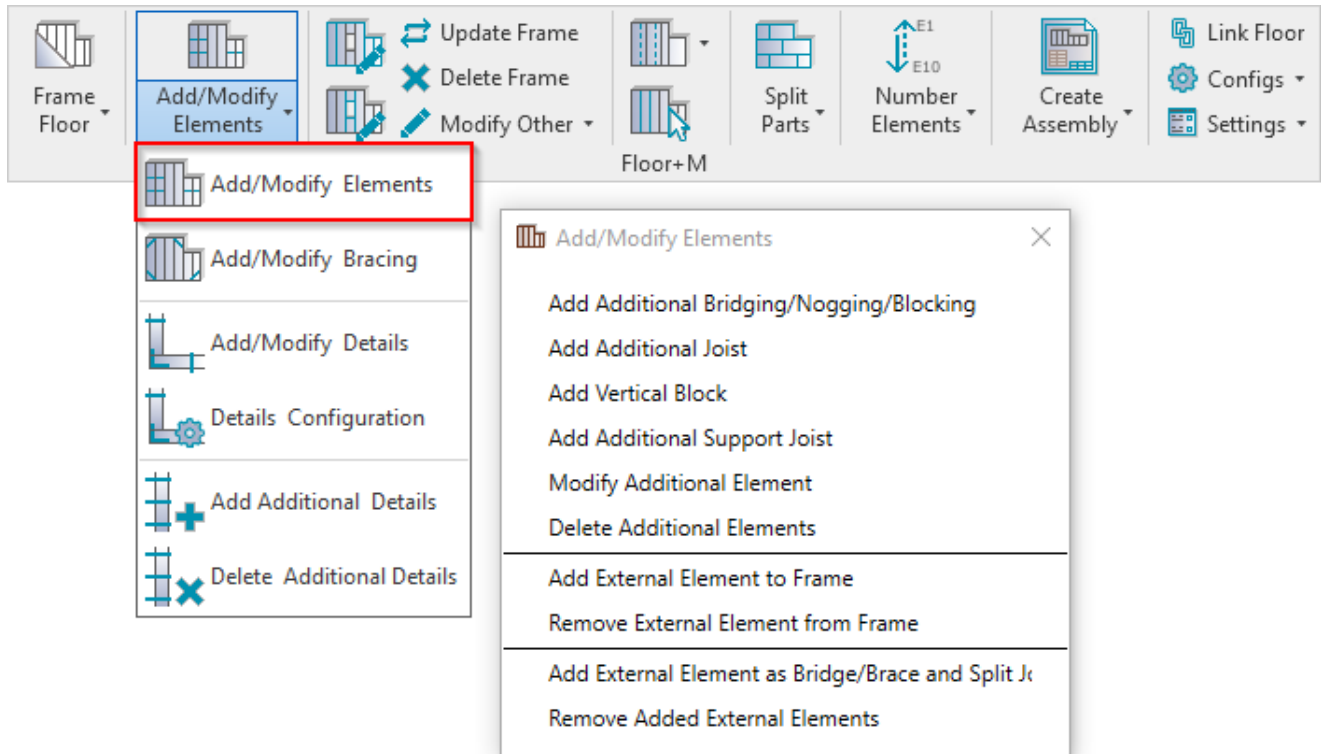 Frame
Floor
Add/Modify
Elements
Update Frame
Delete Frame
Modify Other
Split
Parts
E1
E10
Number
Elements
Create
Assembly
Link Floor
Configs
Settings
Floor+M
Add/Modify Elements
Add/Modify Bracing
Add/Modify Details
Details Configuration
Add Additional Details
Delete Additional Details
Add/Modify Elements
Add Additional Bridging/Nogging/Blocking
Add Additional Joist
Add Vertical Block
Add Additional Support Joist
Modify Additional Element
Delete Additional Elements
Add External Element to Frame
Remove External Element from Frame
Add External Element as Bridge/Brace and Split
Remove Added External Elements